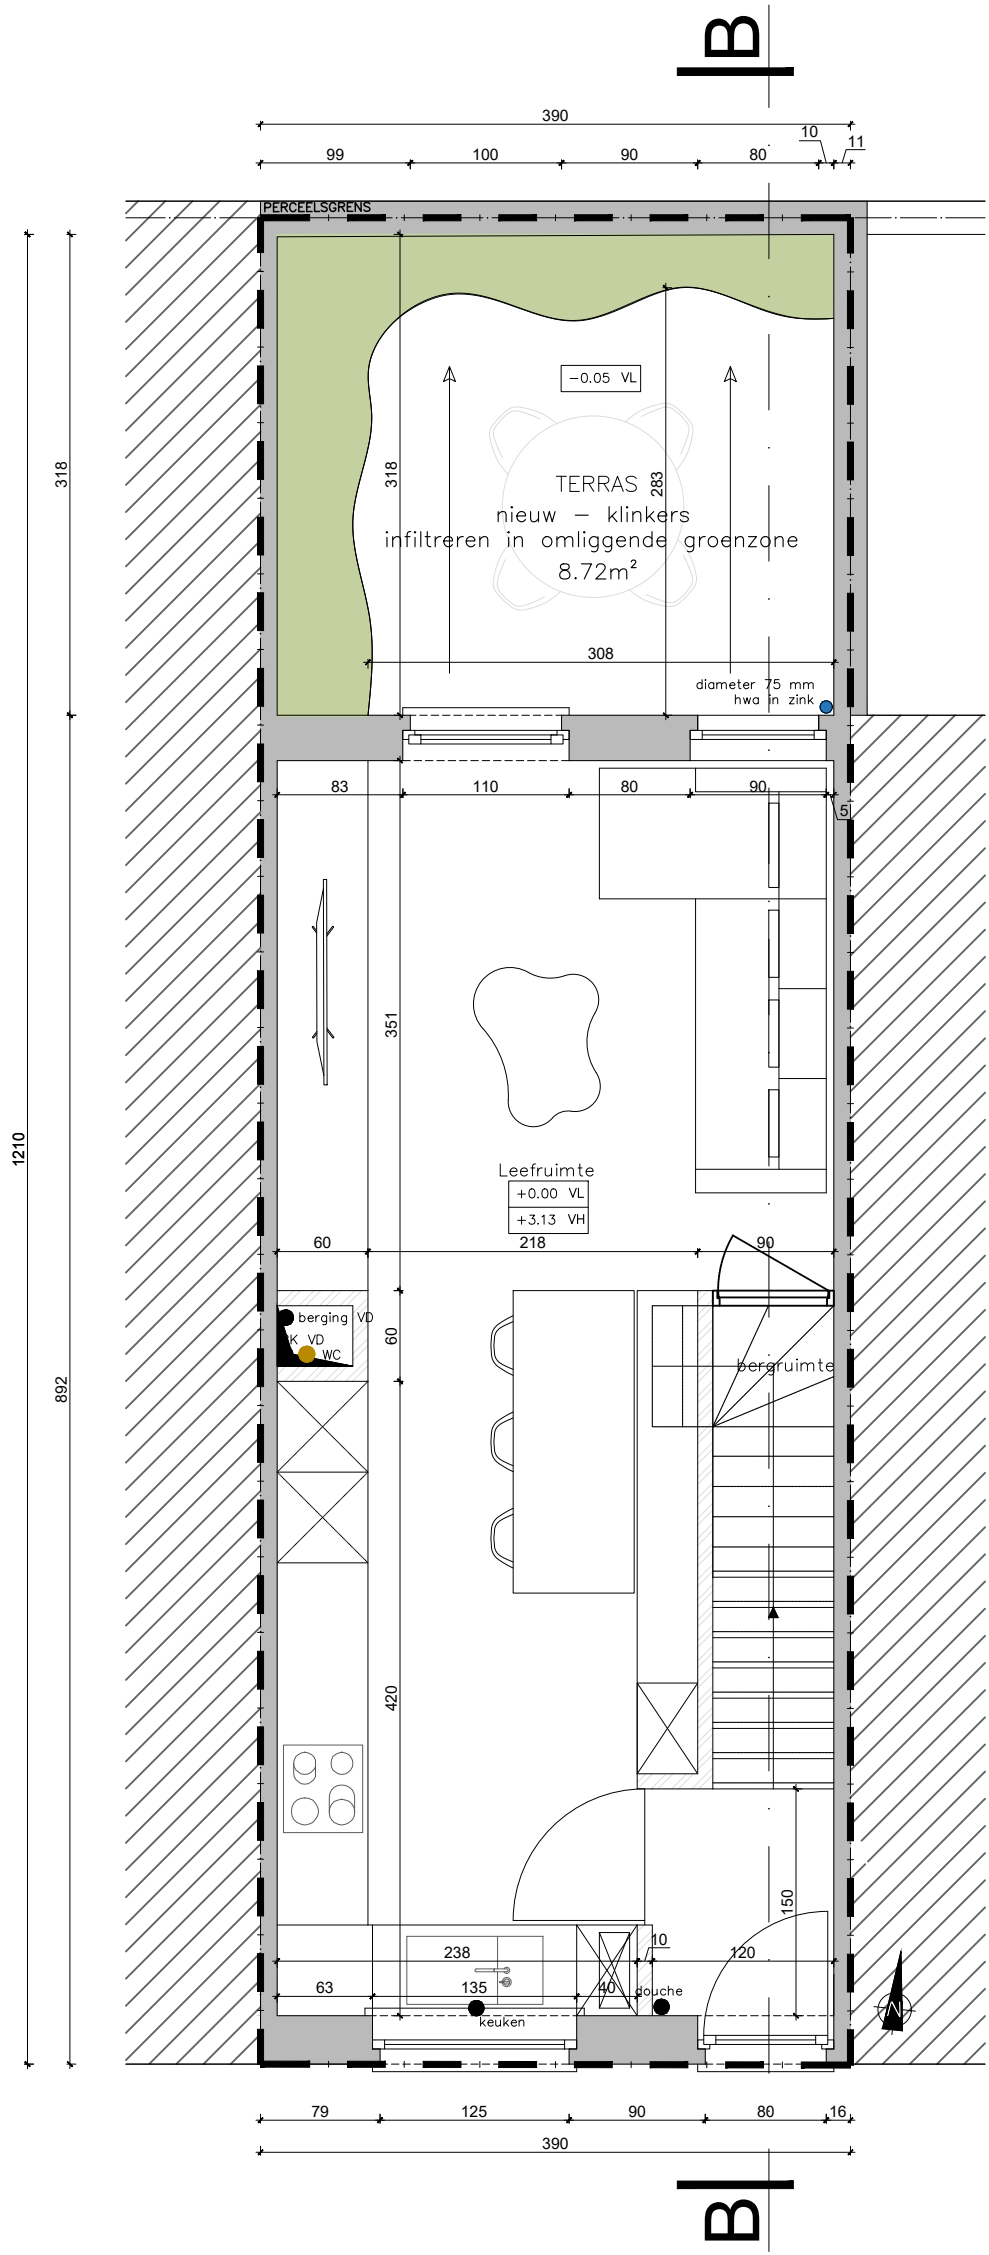 B
390
10
11
99 100 90 80
PERCEELSGRENS
-0.05 VL
318
318
283
TERRAS
nieuw - klinkers
infiltreren in omliggende groenzone
8.72m²
308
diameter 75 mm
hwa in zink
83 110 80 90
5
351
1210
Leefruimte
+0.00 VL
+3.13 VH
60 218 90
berging VD
K VD
WC
60
bergruimte
892
420
150
238 10 120
63 135 40 douche
keuken
N
79 125 90 80 16
390
B